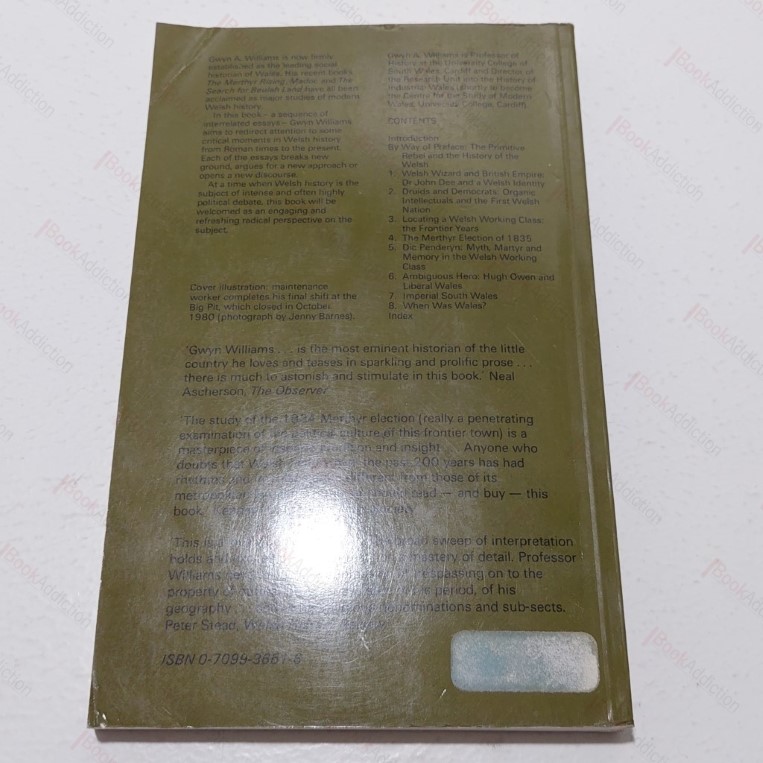 Gwyn A. Williams is now firmly
established as the leading social
historian of Wales. His recent books
The Merthyr Rising, Madoc and The
Search for Beulah Land have all been
acclaimed as major studies of modern
Welsh history.
In this book – a sequence of
interrelated essays – Gwyn Williams
aims to redirect attention to some
critical moments in Welsh history
from Roman times to the present.
Each of the essays breaks new
ground, argues for a new approach or
opens a new discourse.
At a time when Welsh history is the
subject of intense and often highly
political debate, this book will be
welcomed as an engaging and
refreshing radical perspective on the
subject.
Cover illustration: maintenance
worker completes his final shift at the
Big Pit, which closed in October
1980 (photograph by Jenny Barnes).
Gwyn A. Williams is Professor of
History at the University College of
South Wales, Cardiff and Director of
the Research Unit into the History of
Industrial Wales (shortly to become
the Centre for the Study of Modern
Wales, University College, Cardiff).
CONTENTS
Introduction
By Way of Preface: The Primitive
Rebel and the History of the
Welsh
1. Welsh Wizard and British Empire:
Dr John Dee and a Welsh Identity
2. Druids and Democrats: Organic
Intellectuals and the First Welsh
Nation
3. Locating a Welsh Working Class:
the Frontier Years
4. The Merthyr Election of 1835
5. Dic Penderyn: Myth, Martyr and
Memory in the Welsh Working
Class
6. Ambiguous Hero: Hugh Owen and
Liberal Wales
7. Imperial South Wales
8. When Was Wales?
Index
'Gwyn Williams . . . is the most eminent historian of the little
country he loves and teases in sparkling and prolific prose . . .
there is much to astonish and stimulate in this book.' Neal
Ascherson, The Observer
'The study of the Merthyr election (really a penetrating
examination of the political culture of this frontier town) is a
masterpiece of and insight . . . Anyone who
doubts that the past 200 years has had
different from those of its
metropolitan read — and buy — this
book.'
'This is a sweep of interpretation
holds mastery of detail. Professor
Williams trespassing on to the
property of period, of his
geography . . . denominations and sub-sects.
Peter Stead,
ISBN 0-7099-3661-6
BookAddiction